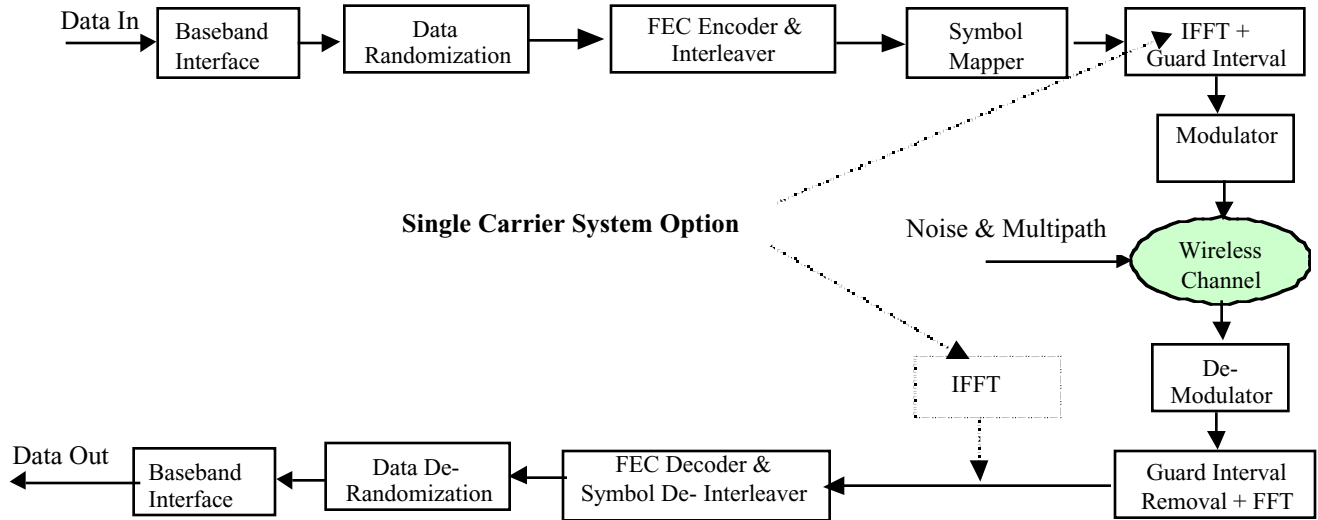 Data In
Baseband
Interface
Data
Randomization
FEC Encoder &
Interleaver
Symbol
Mapper
IFFT +
Guard Interval
Modulator
Single Carrier System Option
Noise & Multipath
Wireless
Channel
IFFT
De-
Modulator
Data Out
Baseband
Interface
Data De-
Randomization
FEC Decoder &
Symbol De- Interleaver
Guard Interval
Removal + FFT